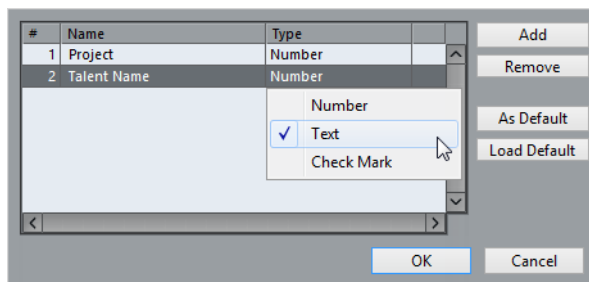 # Name Type
1 Project Number
2 Talent Name Number
Number
Text
Check Mark
Add
Remove
As Default
Load Default
OK Cancel